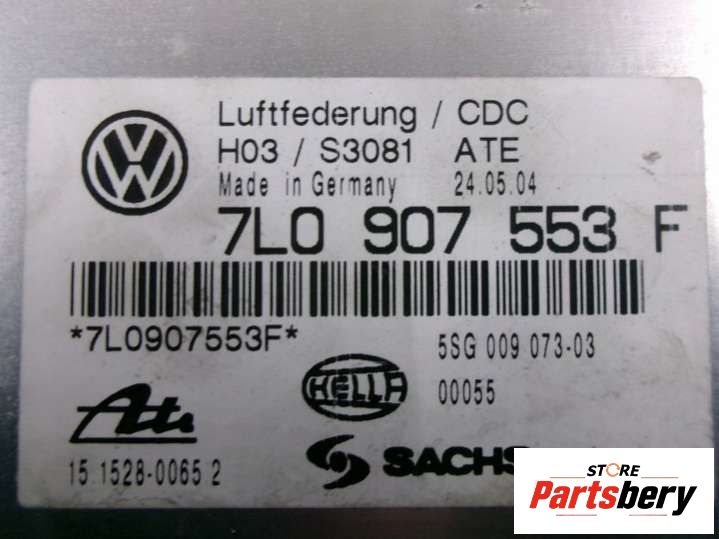 Luftfederung / CDC
H03 / S3081 ATE
Made in Germany 24.05.04
7L0 907 553 F
*7L0907553F*
5SG 009 073-03
HELLA
00055
Ate
15.1528-0065.2
SACHS
STORE
Partsbery